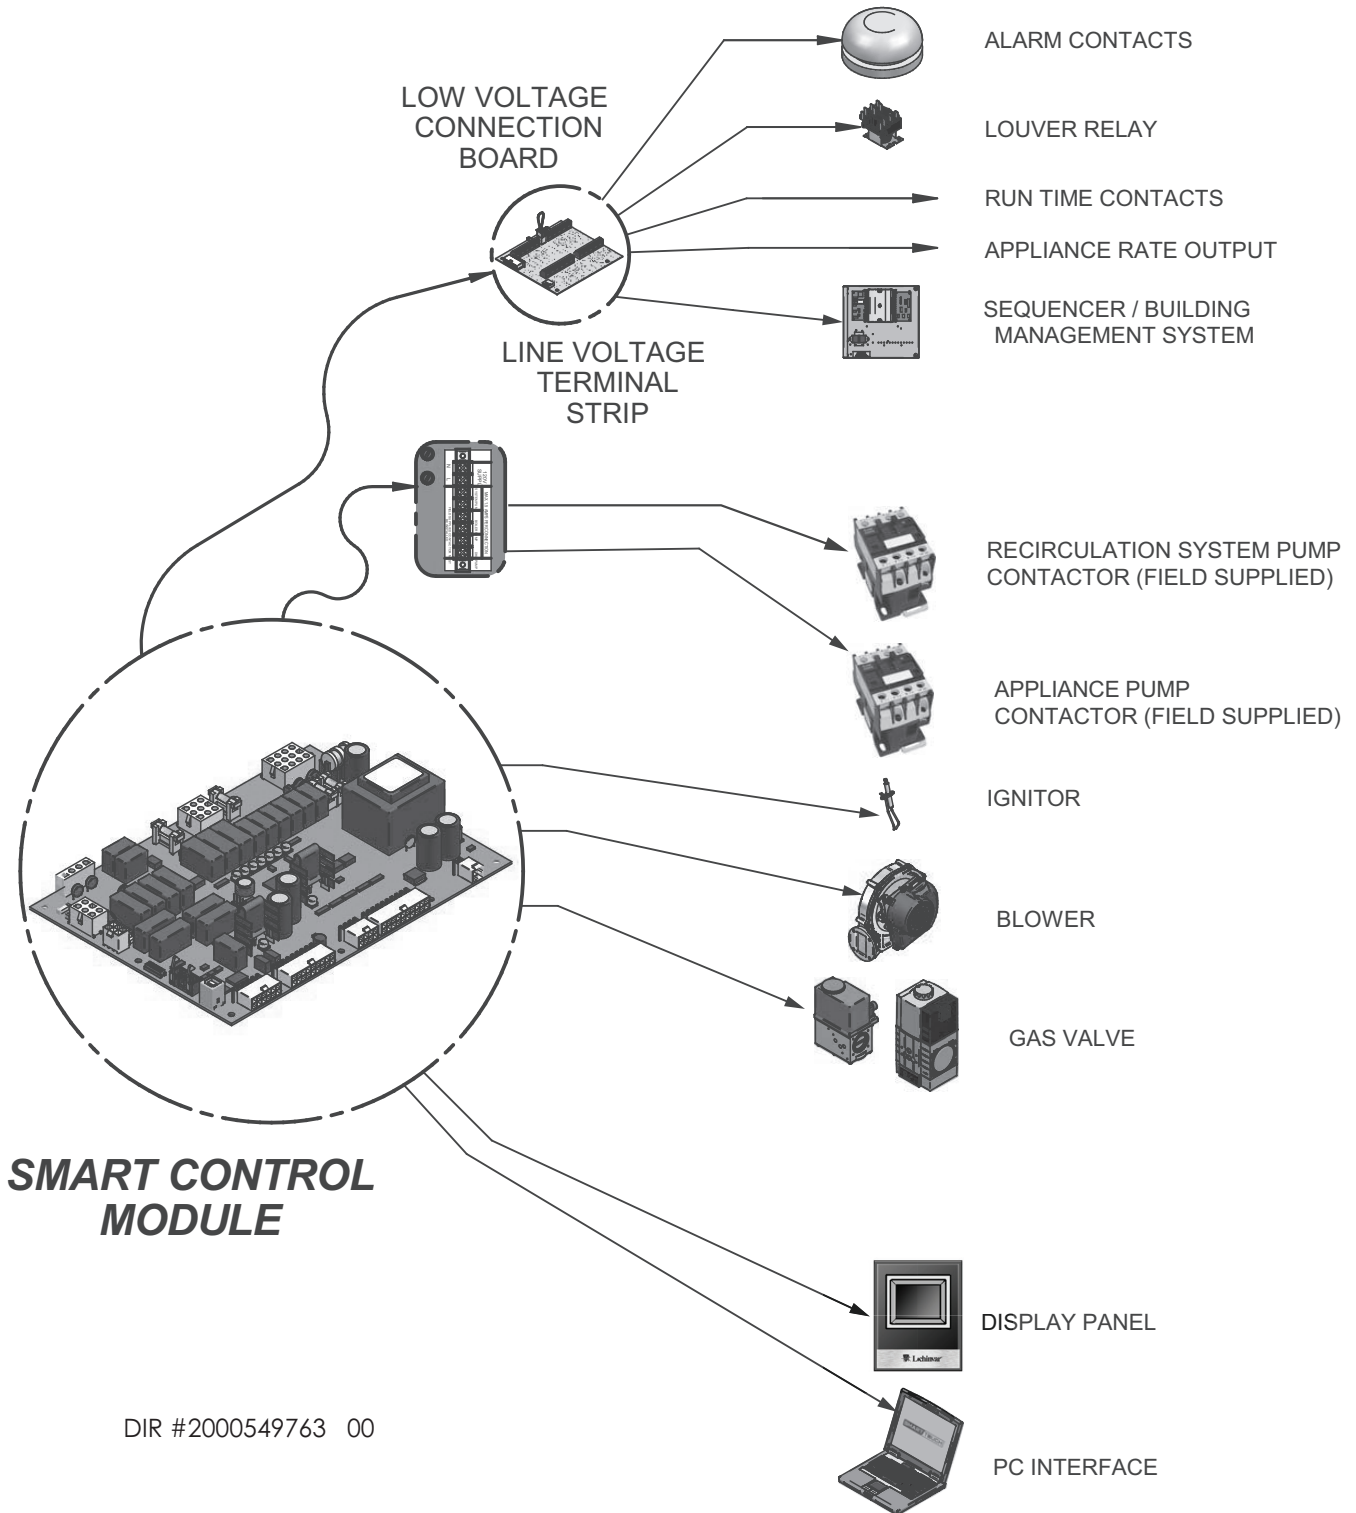 ALARM CONTACTS
LOW VOLTAGE
CONNECTION
BOARD
LOUVER RELAY
RUN TIME CONTACTS
APPLIANCE RATE OUTPUT
SEQUENCER / BUILDING
MANAGEMENT SYSTEM
LINE VOLTAGE
TERMINAL
STRIP
N
L
120V
RECIRCULATION SYSTEM PUMP
CONTACTOR (FIELD SUPPLIED)
APPLIANCE PUMP
CONTACTOR (FIELD SUPPLIED)
IGNITOR
BLOWER
GAS VALVE
SMART CONTROL
MODULE
DISPLAY PANEL
Lochinvar
DIR #2000549763 00
PC INTERFACE